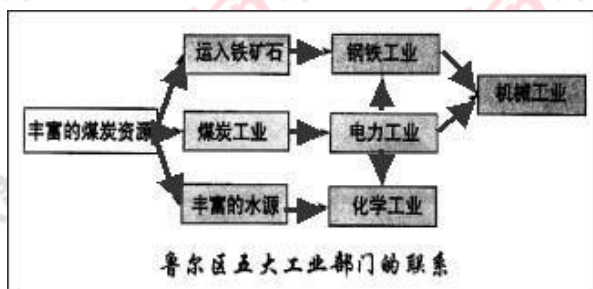 运入铁矿石
钢铁工业
机械工业
丰富的煤炭资源
煤炭工业
电力工业
丰富的水源
化学工业
鲁尔区五大工业部门的联系